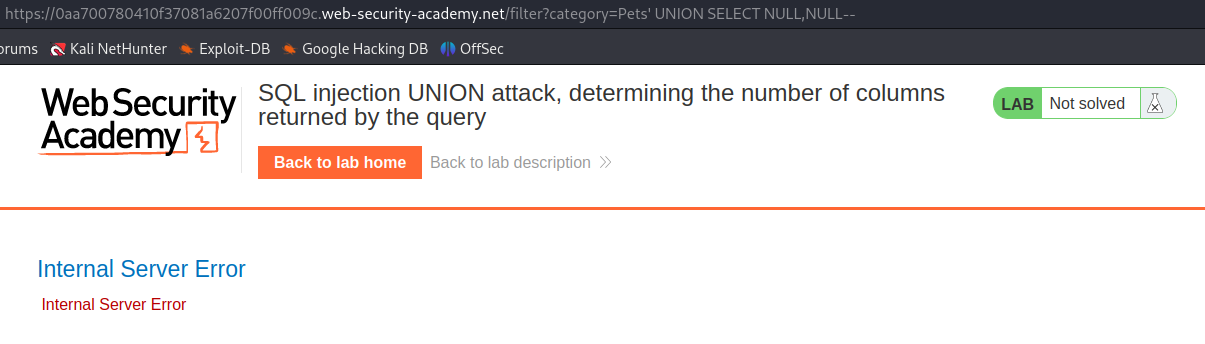 https://0aa700780410f37081a6207f00ff009c.web-security-academy.net/filter?category=Pets' UNION SELECT NULL,NULL--
orums Kali NetHunter Exploit-DB Google Hacking DB OffSec
Web Security
Academy
SQL injection UNION attack, determining the number of columns
returned by the query
LAB Not solved
Back to lab home Back to lab description
Internal Server Error
Internal Server Error